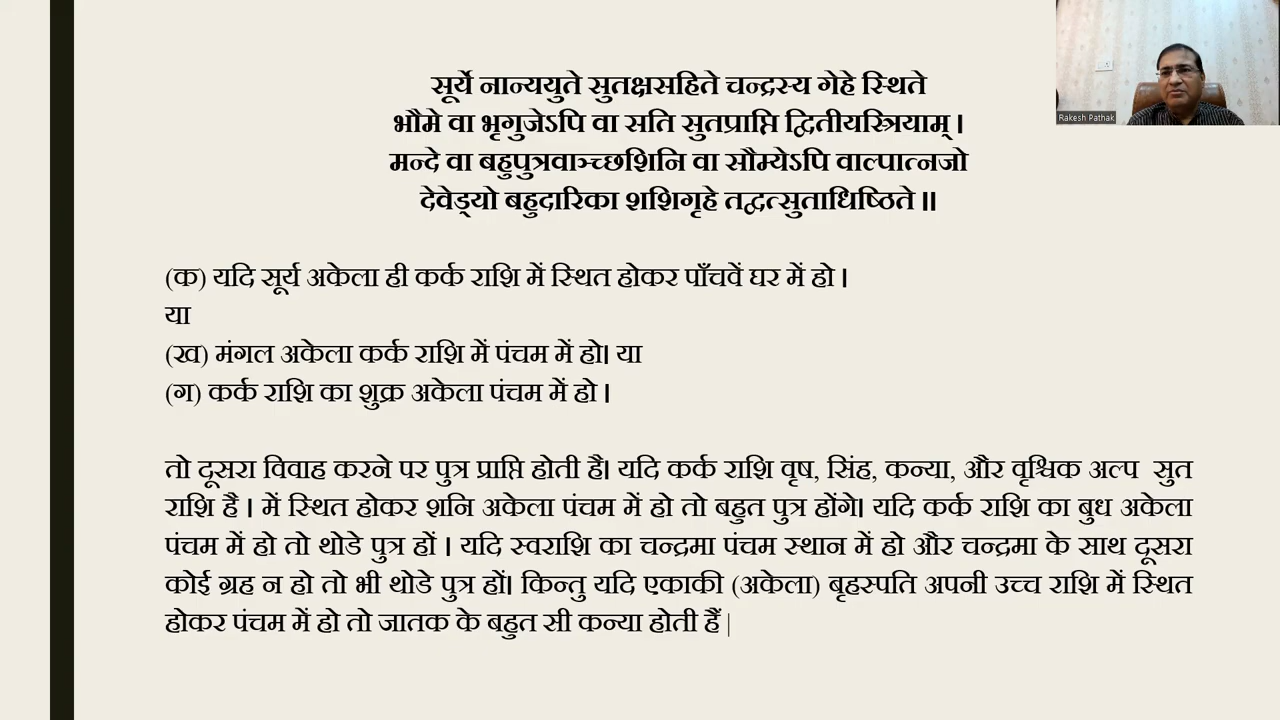 सूर्ये नान्ययुते सुतक्षसहिते चन्द्रस्य गेहे स्थिते
भौमे वा भृगुजेऽपि वा सति सुतप्राप्ति द्वितीयस्त्रियाम् ।
मन्दे वा बहुपुत्रवाञ्च्छशिनि वा सौम्येऽपि वाल्पात्नजो
देवेड्यो बहुदारिका शशिगृहे तद्वत्सुताधिष्ठिते ॥
Rakesh Pathak
(क) यदि सूर्य अकेला ही कर्क राशि में स्थित होकर पाँचवें घर में हो ।
या
(ख) मंगल अकेला कर्क राशि में पंचम में हो। या
(ग) कर्क राशि का शुक्र अकेला पंचम में हो ।
तो दूसरा विवाह करने पर पुत्र प्राप्ति होती है। यदि कर्क राशि वृष, सिंह, कन्या, और वृश्चिक अल्प सुत
राशि है । में स्थित होकर शनि अकेला पंचम में हो तो बहुत पुत्र होंगे। यदि कर्क राशि का बुध अकेला
पंचम में हो तो थोडे पुत्र हों । यदि स्वराशि का चन्द्रमा पंचम स्थान में हो और चन्द्रमा के साथ दूसरा
कोई ग्रह न हो तो भी थोडे पुत्र हों। किन्तु यदि एकाकी (अकेला) बृहस्पति अपनी उच्च राशि में स्थित
होकर पंचम में हो तो जातक के बहुत सी कन्या होती हैं |